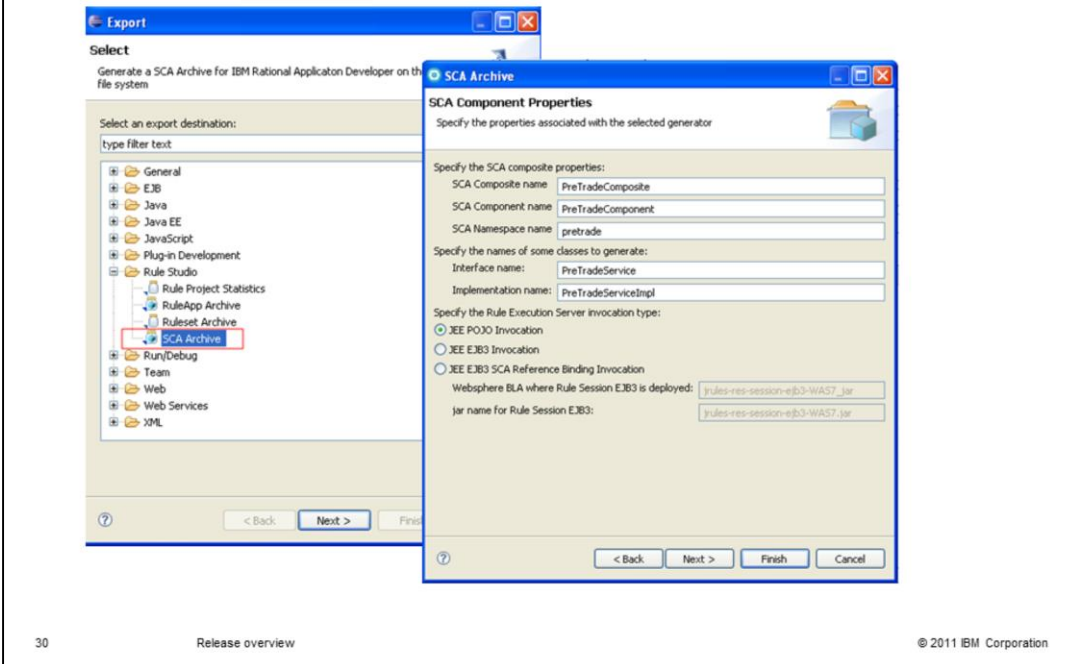 Export
Select
Generate a SCA Archive for IBM Rational Applicaton Developer on th
file system
Select an export destination:
type filter text
General
EJB
Java
Java EE
JavaScript
Plug-in Development
Rule Studio
Rule Project Statistics
RuleApp Archive
Ruleset Archive
SCA Archive
Run/Debug
Team
Web
Web Services
XML
< Back
Next >
Finis
SCA Archive
SCA Component Properties
Specify the properties associated with the selected generator
Specify the SCA composite properties:
SCA Composite name PreTradeComposite
SCA Component name PreTradeComponent
SCA Namespace name pretrade
Specify the names of some classes to generate:
Interface name: PreTradeService
Implementation name: PreTradeServiceImpl
Specify the Rule Execution Server invocation type:
JEE POJO Invocation
JEE EJB3 Invocation
JEE EJB3 SCA Reference Binding Invocation
Websphere BLA where Rule Session EJB3 is deployed: jrules-res-session-ejb3-WAS7_jar
jar name for Rule Session EJB3: jrules-res-session-ejb3-WAS7.jar
< Back Next > Finish Cancel
30 Release overview © 2011 IBM Corporation